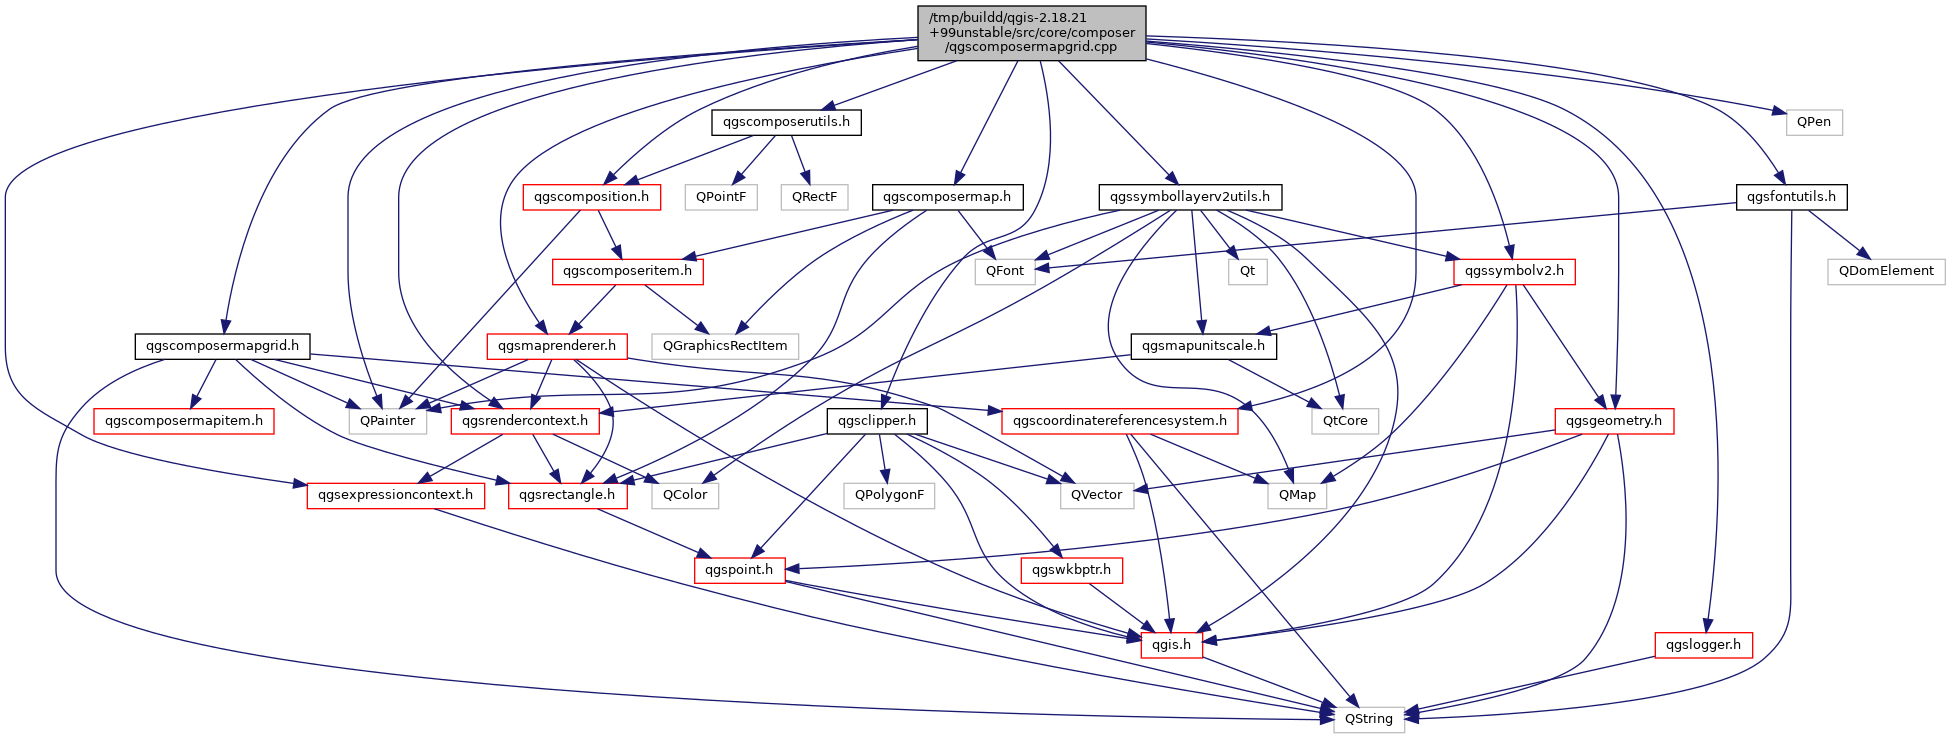 /tmp/buildd/qgis-2.18.21
+99unstable/src/core/composer
/qgscomposermapgrid.cpp
qgscomposerutils.h
QPen
qgscomposition.h
QPointF
QRectF
qgscomposermap.h
qgssymbollayerv2utils.h
qgsfontutils.h
qgscomposeritem.h
QFont
Qt
qgssymbolv2.h
QDomElement
qgscomposermapgrid.h
qgsmaprenderer.h
QGraphicsRectItem
qgsmapunitscale.h
qgscomposermapitem.h
QPainter
qgsrendercontext.h
qgsclipper.h
qgscoordinatereferencesystem.h
QtCore
qgsgeometry.h
qgsexpressioncontext.h
qgsrectangle.h
QColor
QPolygonF
QVector
QMap
qgspoint.h
qgswkbptr.h
qgis.h
qgslogger.h
QString